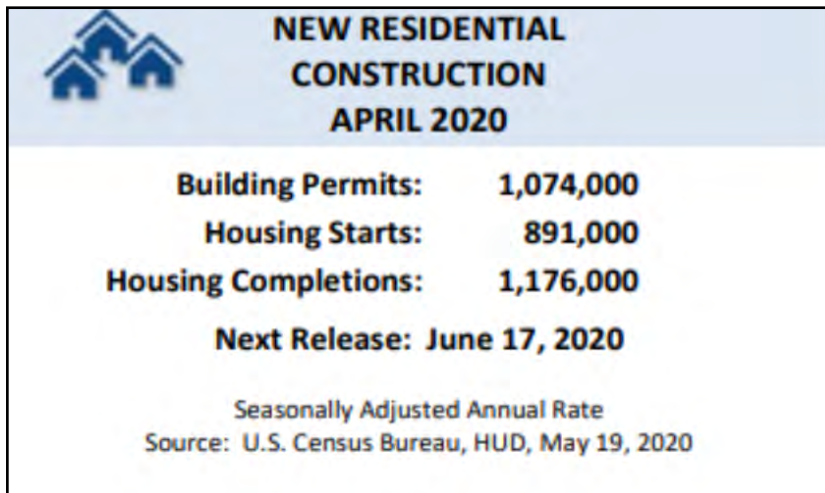 NEW RESIDENTIAL
CONSTRUCTION
APRIL 2020
Building Permits: 1,074,000
Housing Starts: 891,000
Housing Completions: 1,176,000
Next Release: June 17, 2020
Seasonally Adjusted Annual Rate
Source: U.S. Census Bureau, HUD, May 19, 2020